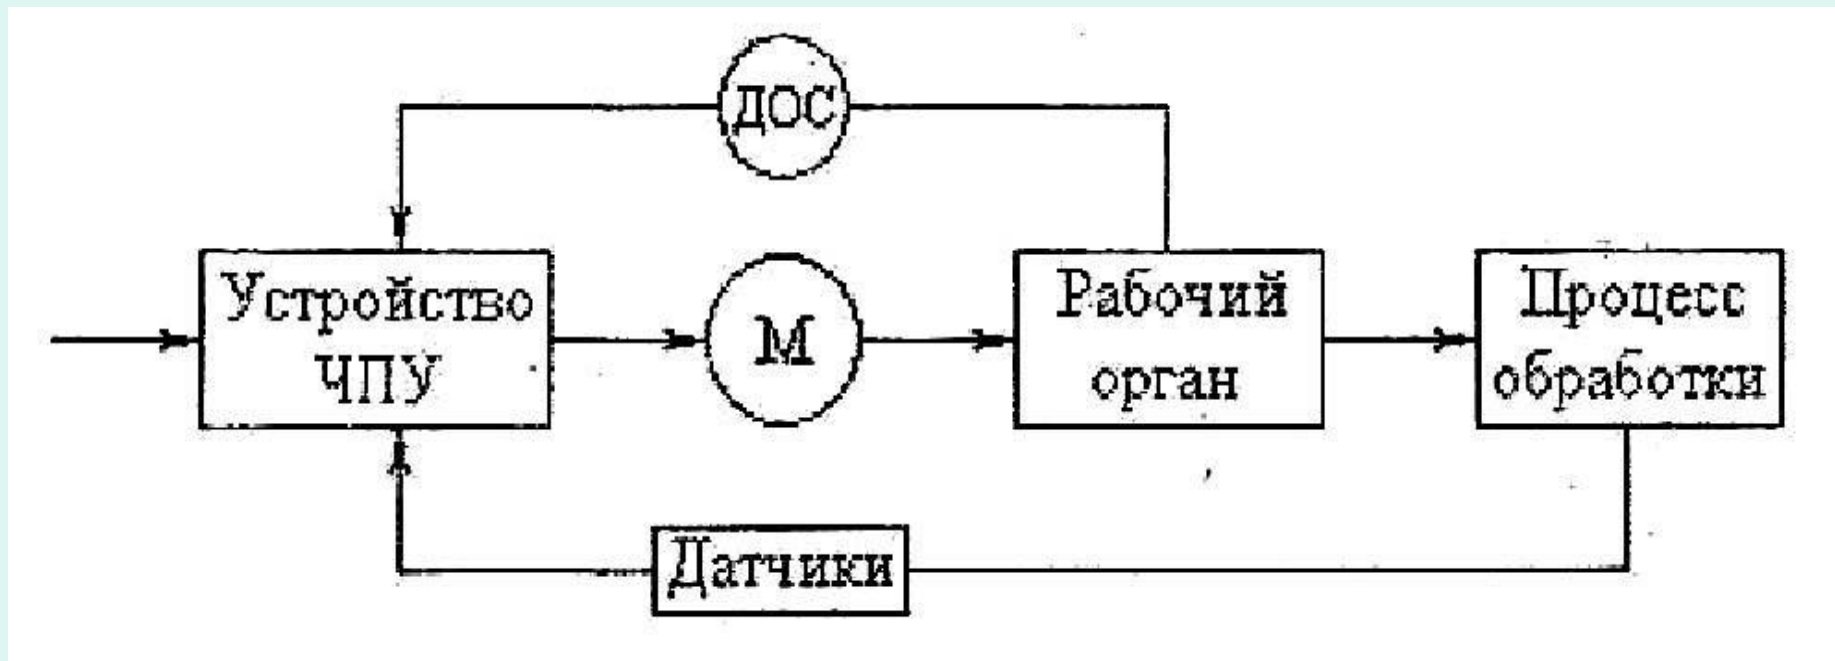 ДОС
Устройство
ЧПУ
М
Рабочий
орган
Процесс
обработки
Датчики